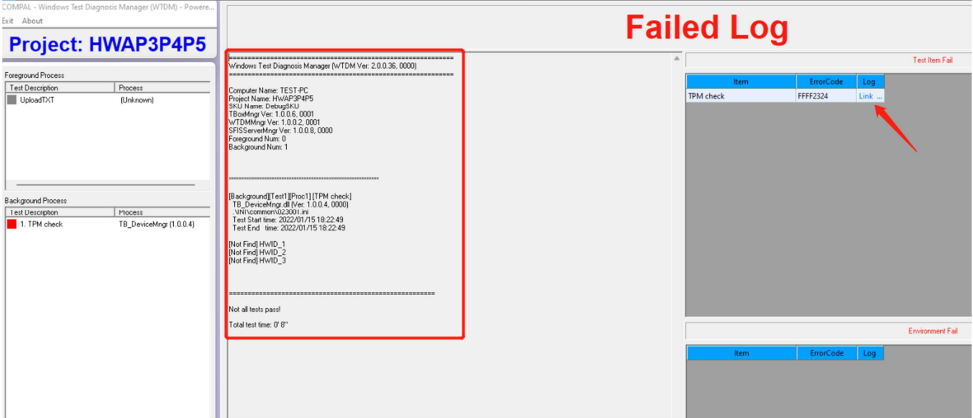 COMPAL - Windows Test Diagnosis Manager (WTDM) - Powere...
Exit About
Project: HWAP3P4P5
Foreground Process
Test Description Process
UploadTXT (Unknown)
Background Process
Test Description Process
1. TPM check TB_DeviceMngr (1.0.0.4)
Failed Log
==========================================================
Windows Test Diagnosis Manager (WTDM Ver: 2.0.0.36, 0000)
==========================================================
Computer Name: TEST-PC
Project Name: HWAP3P4P5
SKU Name: DebugSKU
TBoxMngr Ver: 1.0.0.6, 0001
WTDMMngr Ver: 1.0.0.2, 0001
SFISServerMngr Ver: 1.0.0.8, 0000
Foreground Num: 0
Background Num: 1
[Background][Test1][Proc1] [TPM check]
TB_DeviceMngr.dll (Ver: 1.0.0.4, 0000)
.\INI\common\023001.ini
Test Start time: 2022/01/15 18:22:49
Test End time: 2022/01/15 18:22:49
[Not Find] HWID_1
[Not Find] HWID_2
[Not Find] HWID_3
==========================================================
Not all tests pass!
Total test time: 0' 8''
Test Item Fail
Item ErrorCode Log
TPM check FFFF2324 Link ...
Environment Fail
Item ErrorCode Log